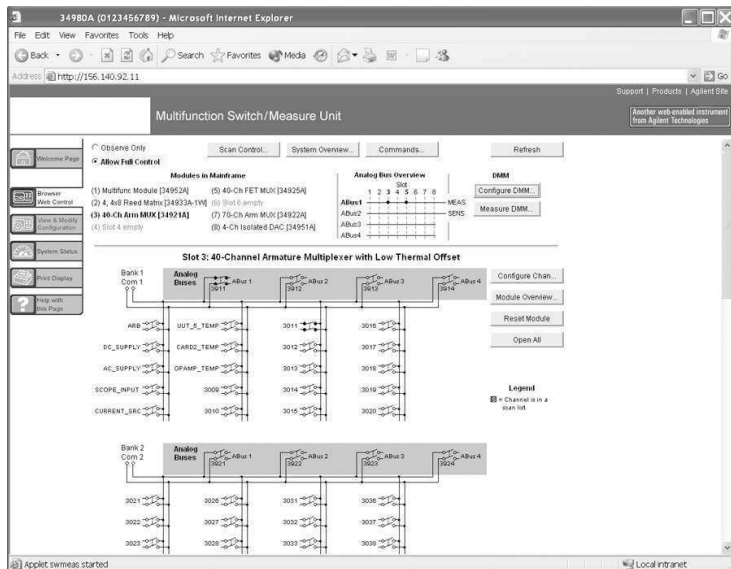 34980A (0123456789) - Microsoft Internet Explorer
File Edit View Favorites Tools Help
Back Search Favorites Media
Address http://156.140.92.11 Go
Support | Products | Agilent Site
Multifunction Switch/Measure Unit
Another web-enabled instrument
from Agilent Technologies
Welcome Page
Browser
Web Control
View & Modify
Configuration
System Status
Print Display
Help with
this Page
Observe Only
Allow Full Control
Scan Control... System Overview... Commands... Refresh
Modules in Mainframe
(1) Multifunc Module [34952A] (5) 40-Ch FET MUX [34925A]
(2) 4, 4x8 Reed Matrix [34933A-1W] (6) Slot 6 empty
(3) 40-Ch Arm MUX [34921A] (7) 70-Ch Arm MUX [34922A]
(4) Slot 4 empty (8) 4-Ch Isolated DAC [34951A]
Analog Bus Overview
Slot
1 2 3 4 5 6 7 8
ABus1 MEAS
ABus2 SENS
ABus3
ABus4
DMM
Configure DMM...
Measure DMM...
Slot 3: 40-Channel Armature Multiplexer with Low Thermal Offset
Bank 1
Com 1
Analog
Buses
ABus 1 ABus 2 ABus 3 ABus 4
3911 3912 3913 3914
ARB UUT_5_TEMP 3011 3016
DC_SUPPLY CARD2_TEMP 3012 3017
AC_SUPPLY OPAMP_TEMP 3013 3018
SCOPE_INPUT 3009 3014 3019
CURRENT_SRC 3010 3015 3020
Configure Chan...
Module Overview...
Reset Module
Open All
Legend
= Channel is in a
scan list.
Bank 2
Com 2
Analog
Buses
ABus 1 ABus 2 ABus 3 ABus 4
3921 3922 3923 3924
3021 3026 3031 3036
3022 3027 3032 3037
3023 3028 3033 3038
Applet swmeas started
Local intranet